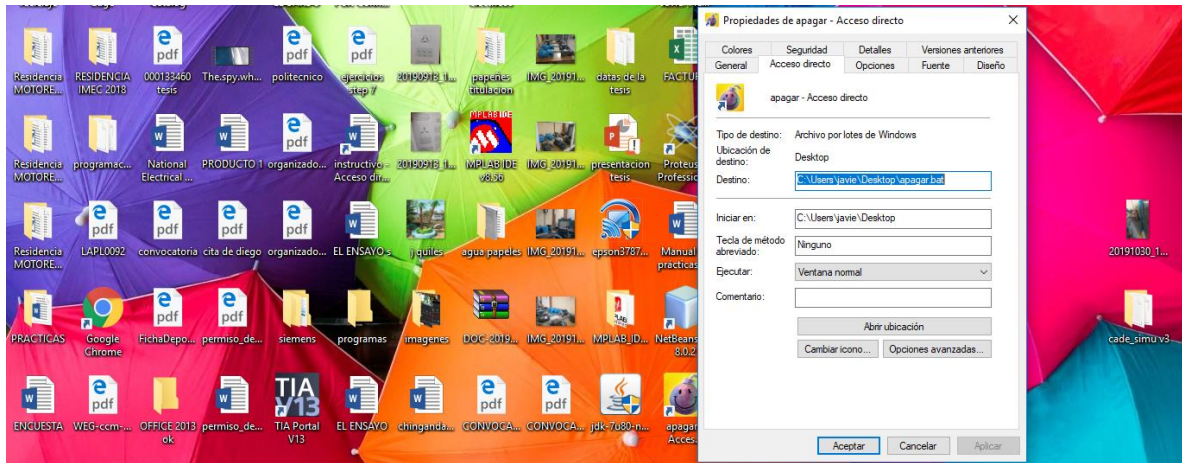 Residencia MOTORE...
RESIDENCIA IMEC 2018
000133460 tesis
The.spy.wh...
politecnico
ejercicios step 7
20190913_1...
papeñes titulacion
IMG_20191...
datas de la tesis
FACTU
Residencia MOTORE...
programac...
National Electrical ...
PRODUCTO 1
organizado...
instructivo - Acceso dir...
20190913_1...
MPLAB IDE v8.56
IMG_20191...
presentacion tesis
Proteus Professio
Residencia MOTORE...
LAPL0092
convocatoria
cita de diego
organizado...
EL ENSAYO s
jquiles
agua papeles
IMG_20191...
epson3787...
Manual practicas
PRACTICAS
Google Chrome
FichaDepo...
permiso_de...
siemens
programas
imagenes
DOC-2019...
IMG_20191...
MPLAB_ID...
NetBeans 8.0.2
ENCUESTA
WEG-ccm-...
OFFICE 2013 ok
permiso_de...
TIA Portal V13
EL ENSAYO
chinganda...
CONVOCA...
CONVOCA...
jdk-7u80-n...
apagar Acces.
Propiedades de apagar - Acceso directo
Colores
Seguridad
Detalles
Versiones anteriores
General
Acceso directo
Opciones
Fuente
Diseño
apagar - Acceso directo
Tipo de destino: Archivo por lotes de Windows
Ubicación de destino: Desktop
Destino: C:\Users\javie\Desktop\apagar.bat
Iniciar en: C:\Users\javie\Desktop
Tecla de método abreviado: Ninguno
Ejecutar: Ventana normal
Comentario:
Abrir ubicación
Cambiar icono...
Opciones avanzadas...
Aceptar
Cancelar
Aplicar
20191030_1...
cade_simu v3